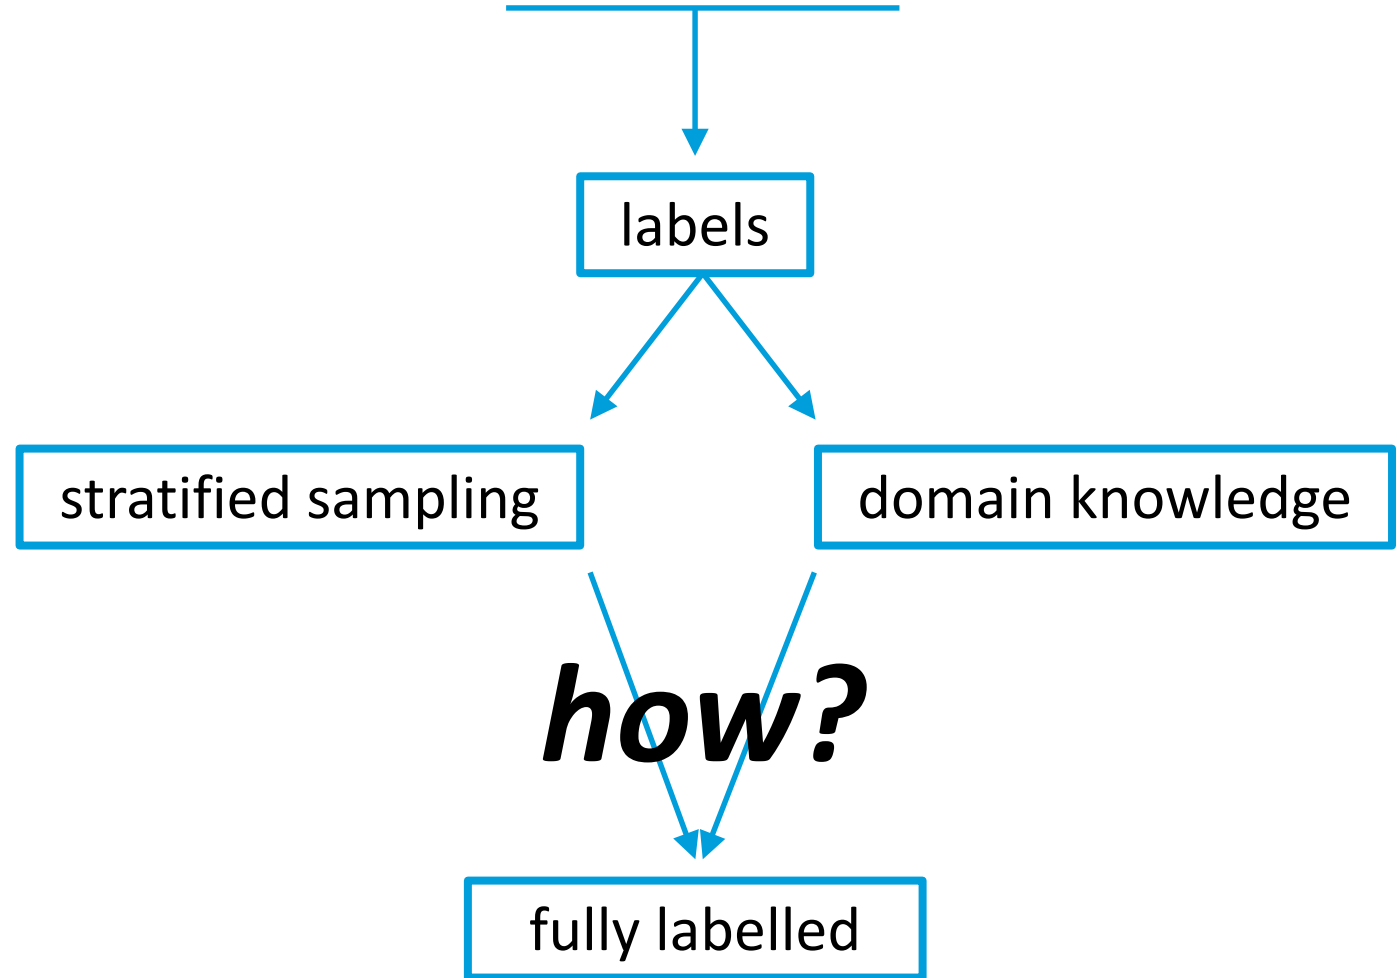 labels
stratified sampling
domain knowledge
how?
fully labelled